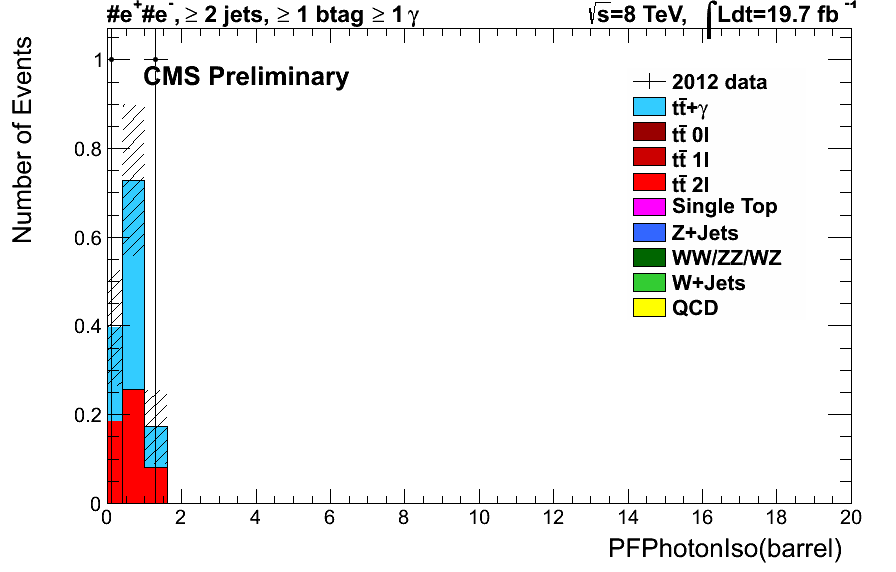 #e⁺#e⁻, ≥ 2 jets, ≥ 1 btag ≥ 1 γ
√s=8 TeV, ∫Ldt=19.7 fb⁻¹
CMS Preliminary
Number of Events
1
0.8
0.6
0.4
0.2
0
2012 data
tt̄+γ
tt̄ 0l
tt̄ 1l
tt̄ 2l
Single Top
Z+Jets
WW/ZZ/WZ
W+Jets
QCD
0 2 4 6 8 10 12 14 16 18 20
PFPhotonIso(barrel)